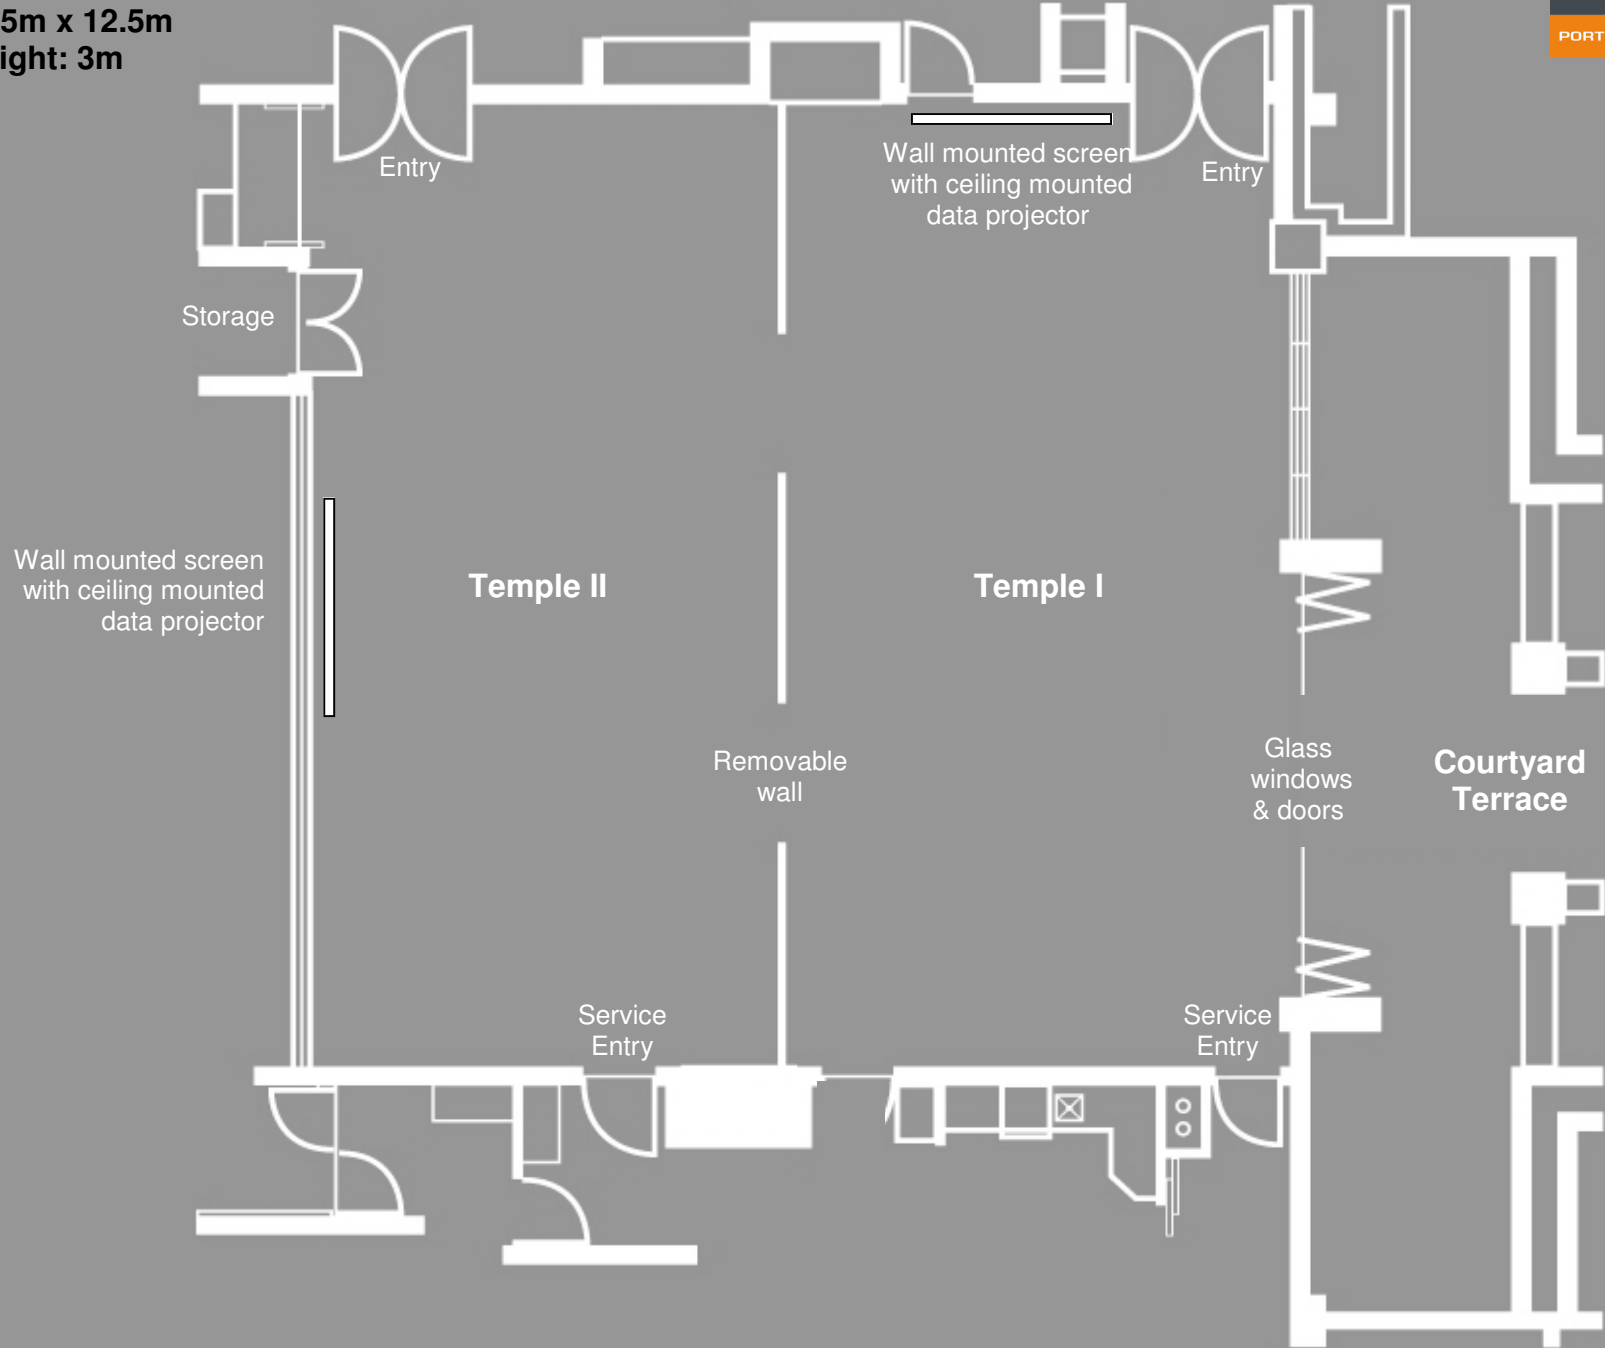 5m x 12.5m
ight: 3m
PORT
Entry
Wall mounted screen
with ceiling mounted
data projector
Entry
Storage
Wall mounted screen
with ceiling mounted
data projector
Temple II
Temple I
Removable
wall
Glass
windows
& doors
Courtyard
Terrace
Service
Entry
Service
Entry